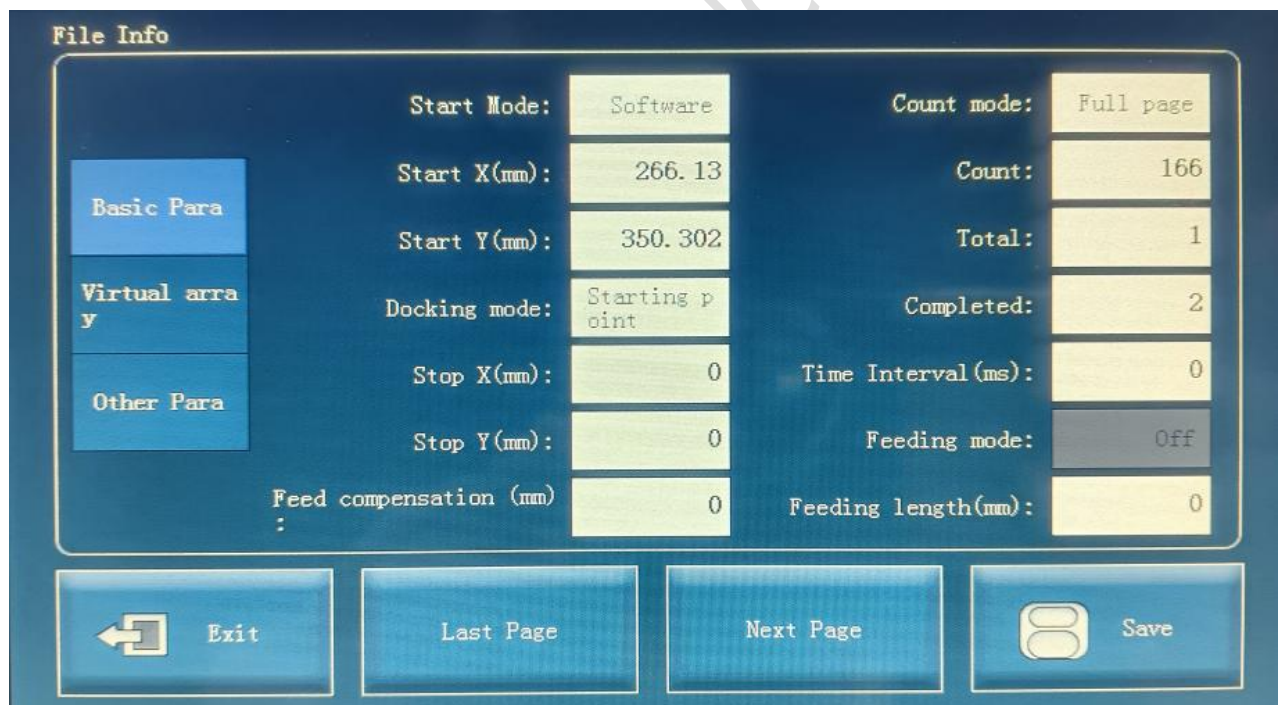 File Info
Start Mode: Software Count mode: Full page
Start X(mm): 266.13 Count: 166
Basic Para
Start Y(mm): 350.302 Total: 1
Virtual arra
y
Docking mode: Starting p
oint
Completed: 2
Stop X(mm): 0 Time Interval(ms): 0
Other Para
Stop Y(mm): 0 Feeding mode: Off
Feed compensation (mm)
: 0 Feeding length(mm): 0
Exit Last Page Next Page Save